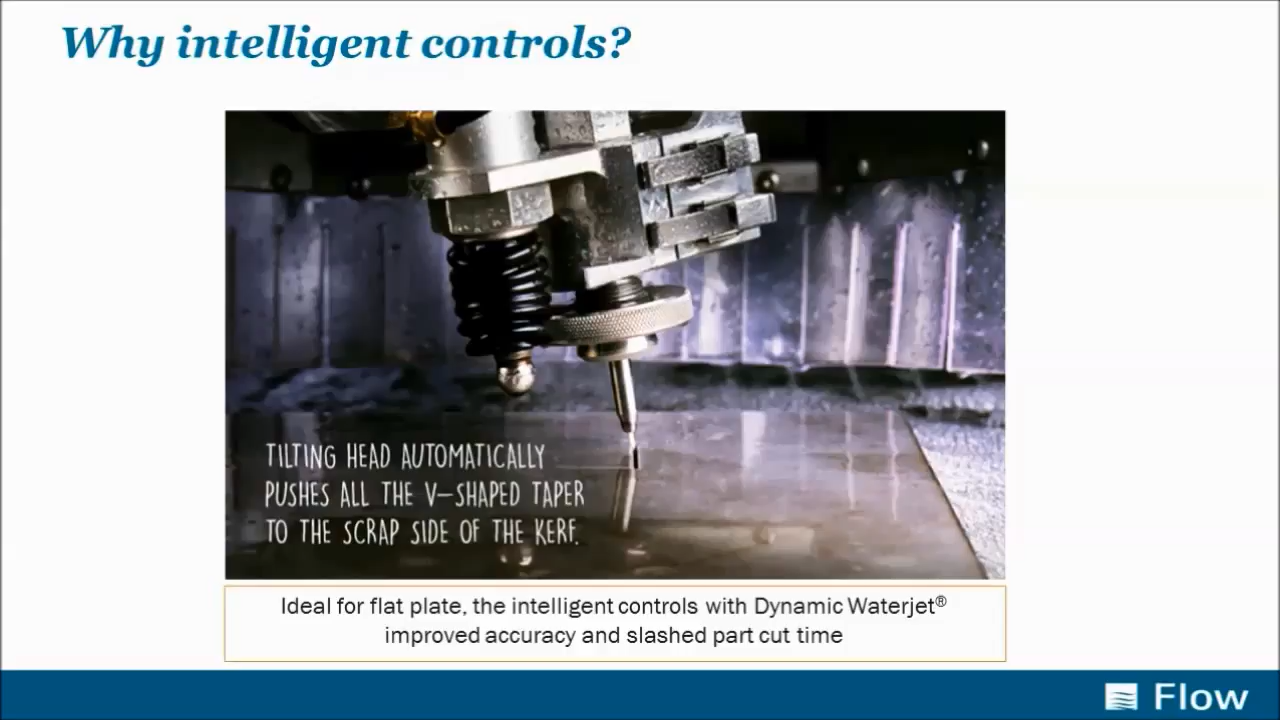 Why intelligent controls?
TILTING HEAD AUTOMATICALLY
PUSHES ALL THE V-SHAPED TAPER
TO THE SCRAP SIDE OF THE KERF.
Ideal for flat plate, the intelligent controls with Dynamic Waterjet®
improved accuracy and slashed part cut time
Flow